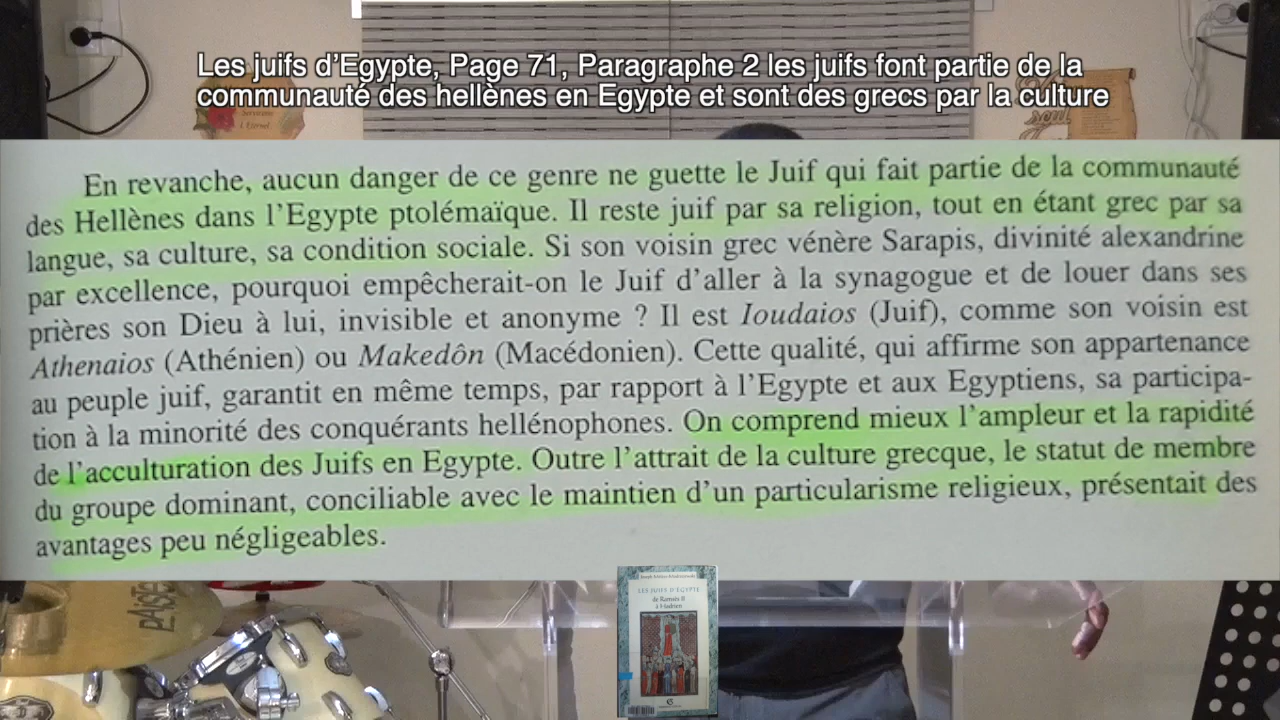 Les juifs d'Egypte, Page 71, Paragraphe 2 les juifs font partie de la
communauté des hellènes en Egypte et sont des grecs par la culture
l'Eternel
seul
En revanche, aucun danger de ce genre ne guette le Juif qui fait partie de la communauté
des Hellènes dans l'Egypte ptolémaïque. Il reste juif par sa religion, tout en étant grec par sa
langue, sa culture, sa condition sociale. Si son voisin grec vénère Sarapis, divinité alexandrine
par excellence, pourquoi empêcherait-on le Juif d'aller à la synagogue et de louer dans ses
prières son Dieu à lui, invisible et anonyme ? Il est Ioudaios (Juif), comme son voisin est
Athenaios (Athénien) ou Makedôn (Macédonien). Cette qualité, qui affirme son appartenance
au peuple juif, garantit en même temps, par rapport à l'Egypte et aux Egyptiens, sa participa-
tion à la minorité des conquérants hellénophones. On comprend mieux l'ampleur et la rapidité
de l'acculturation des Juifs en Egypte. Outre l'attrait de la culture grecque, le statut de membre
du groupe dominant, conciliable avec le maintien d'un particularisme religieux, présentait des
avantages peu négligeables.
LES JUIFS D'EGYPTE
de Ramsès II
à Hadrien